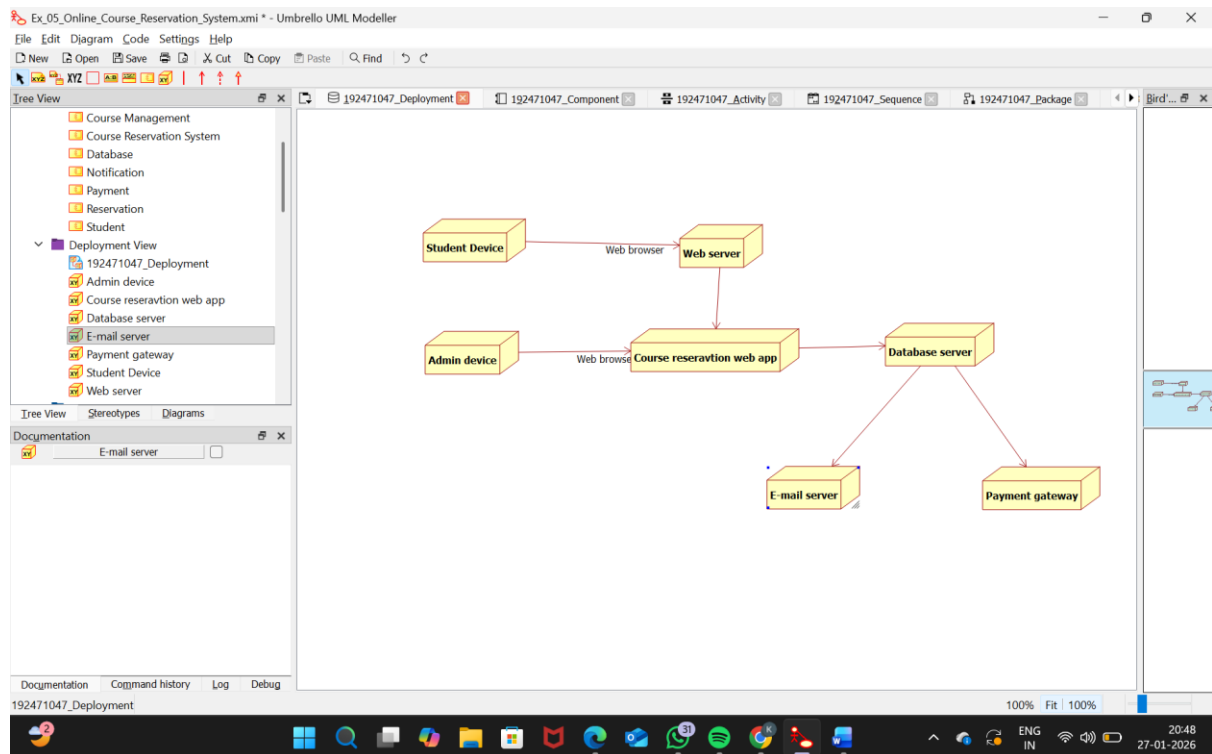 Ex_05_Online_Course_Reservation_System.xmi * - Umbrello UML Modeller
File Edit Diagram Code Settings Help
New Open Save Cut Copy Paste Find
XYZ
Tree View
192471047_Deployment 192471047_Component 192471047_Activity 192471047_Sequence 192471047_Package Bird'...
Course Management
Course Reservation System
Database
Notification
Payment
Reservation
Student
Deployment View
192471047_Deployment
Admin device
Course reseravtion web app
Database server
E-mail server
Payment gateway
Student Device
Web server
Tree View Stereotypes Diagrams
Documentation
E-mail server
Student Device
Web browser
Web server
Admin device
Web browse
Course reseravtion web app
Database server
E-mail server
Payment gateway
Documentation Command history Log Debug
192471047_Deployment
100% Fit 100%
2
31
K
ENG
IN
20:48
27-01-2026